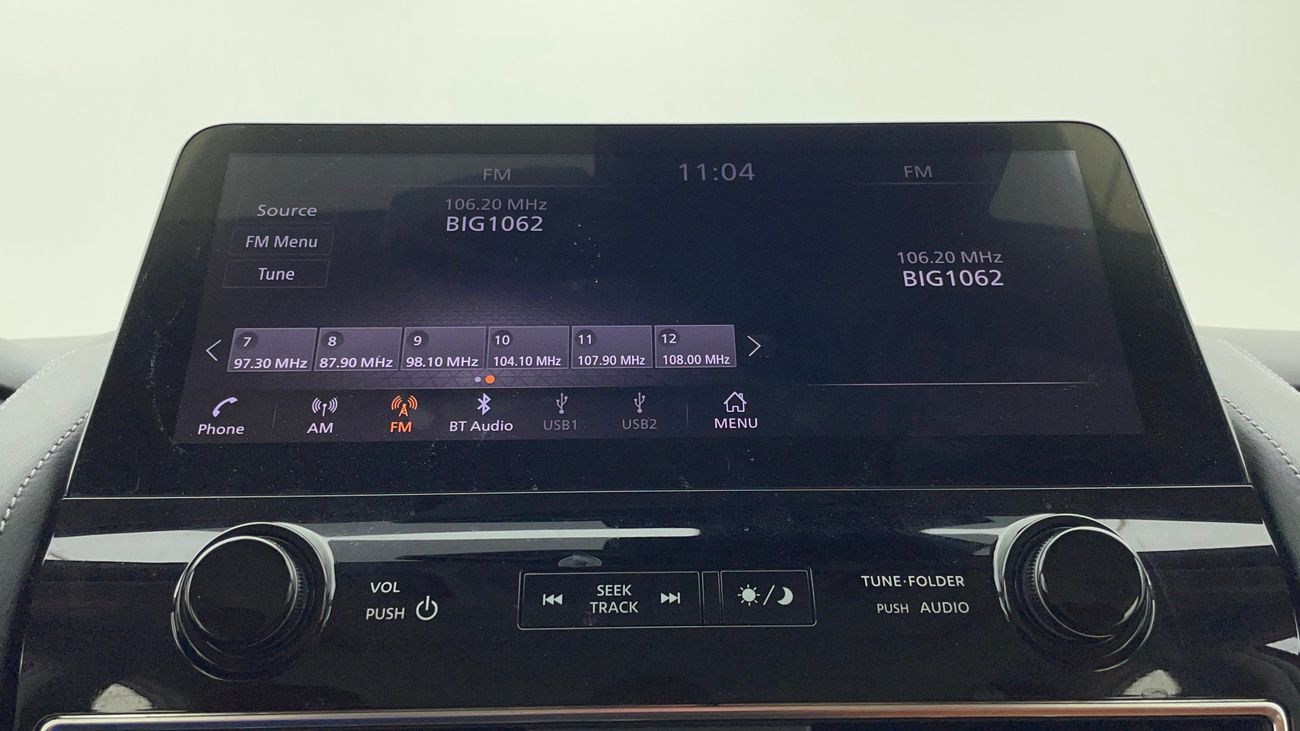 FM
11:04
FM
Source
106.20 MHz
BIG1062
FM Menu
Tune
106.20 MHz
BIG1062
7 8 9 10 11 12
97.30 MHz 87.90 MHz 98.10 MHz 104.10 MHz 107.90 MHz 108.00 MHz
Phone AM FM BT Audio USB1 USB2 MENU
VOL
PUSH
SEEK
TRACK
TUNE·FOLDER
PUSH AUDIO